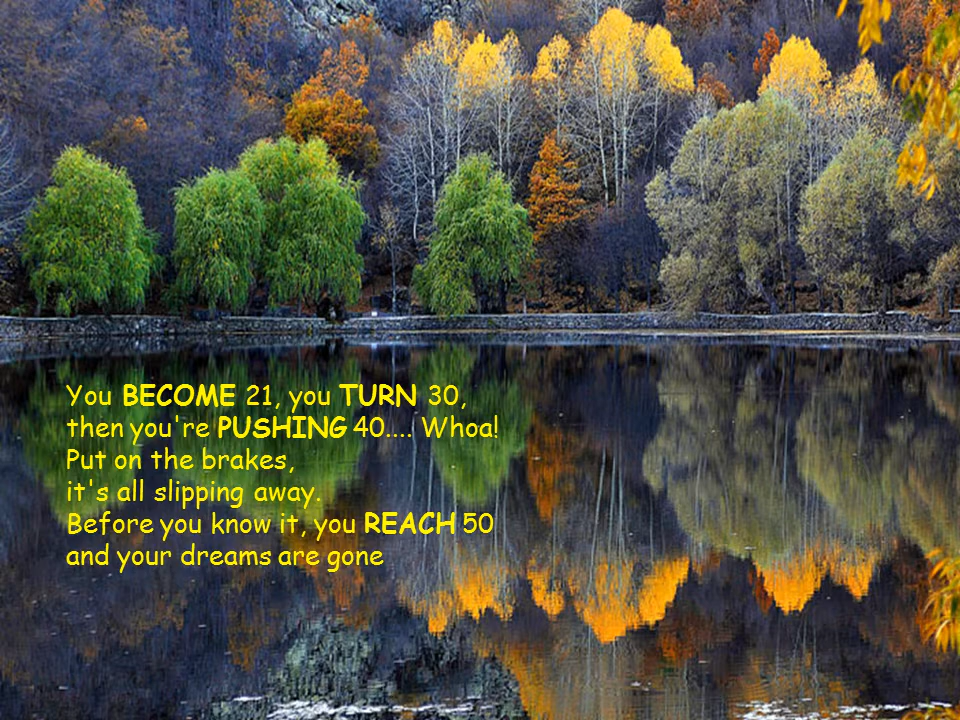 You BECOME 21, you TURN 30,
then you're PUSHING 40.... Whoa!
Put on the brakes,
it's all slipping away.
Before you know it, you REACH 50
and your dreams are gone